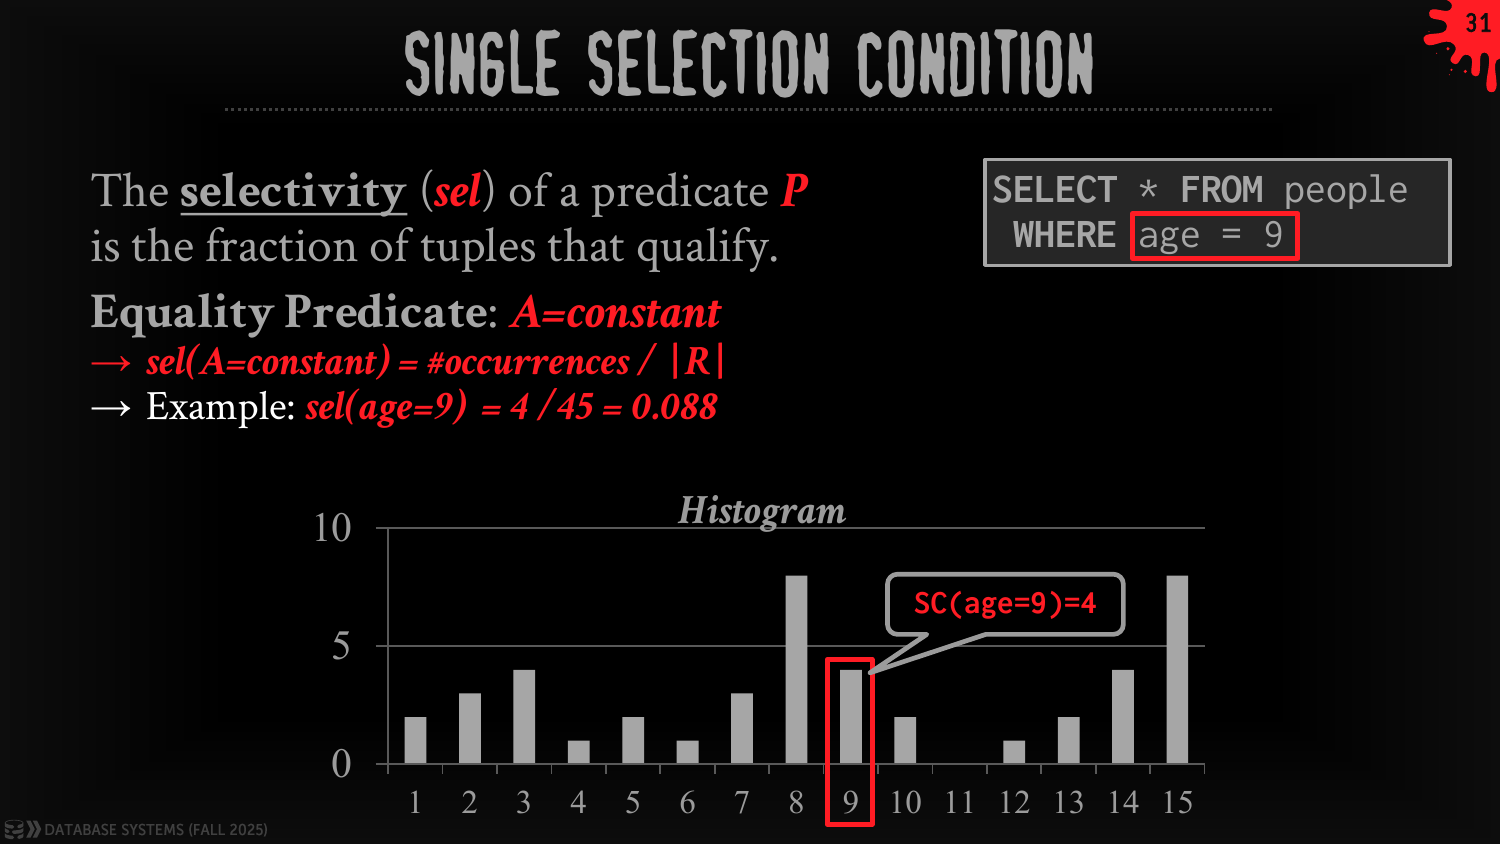 31
SINGLE SELECTION CONDITION
The selectivity (sel) of a predicate P
is the fraction of tuples that qualify.
SELECT * FROM people
WHERE age = 9
Equality Predicate: A=constant
→ sel(A=constant) = #occurrences / |R|
→ Example: sel(age=9) = 4 /45 = 0.088
Histogram
10
5
0
SC(age=9)=4
1 2 3 4 5 6 7 8 9 10 11 12 13 14 15
DATABASE SYSTEMS (FALL 2025)